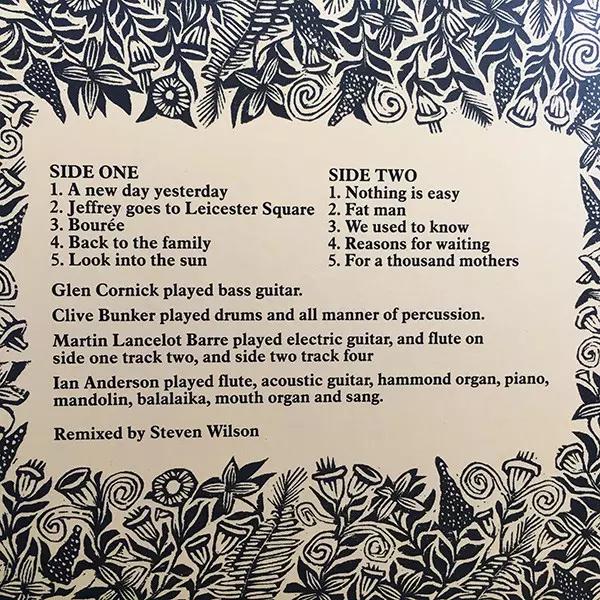 SIDE ONE
1. A new day yesterday
2. Jeffrey goes to Leicester Square
3. Bourée
4. Back to the family
5. Look into the sun
SIDE TWO
1. Nothing is easy
2. Fat man
3. We used to know
4. Reasons for waiting
5. For a thousand mothers
Glen Cornick played bass guitar.
Clive Bunker played drums and all manner of percussion.
Martin Lancelot Barre played electric guitar, and flute on
side one track two, and side two track four
Ian Anderson played flute, acoustic guitar, hammond organ, piano,
mandolin, balalaika, mouth organ and sang.
Remixed by Steven Wilson